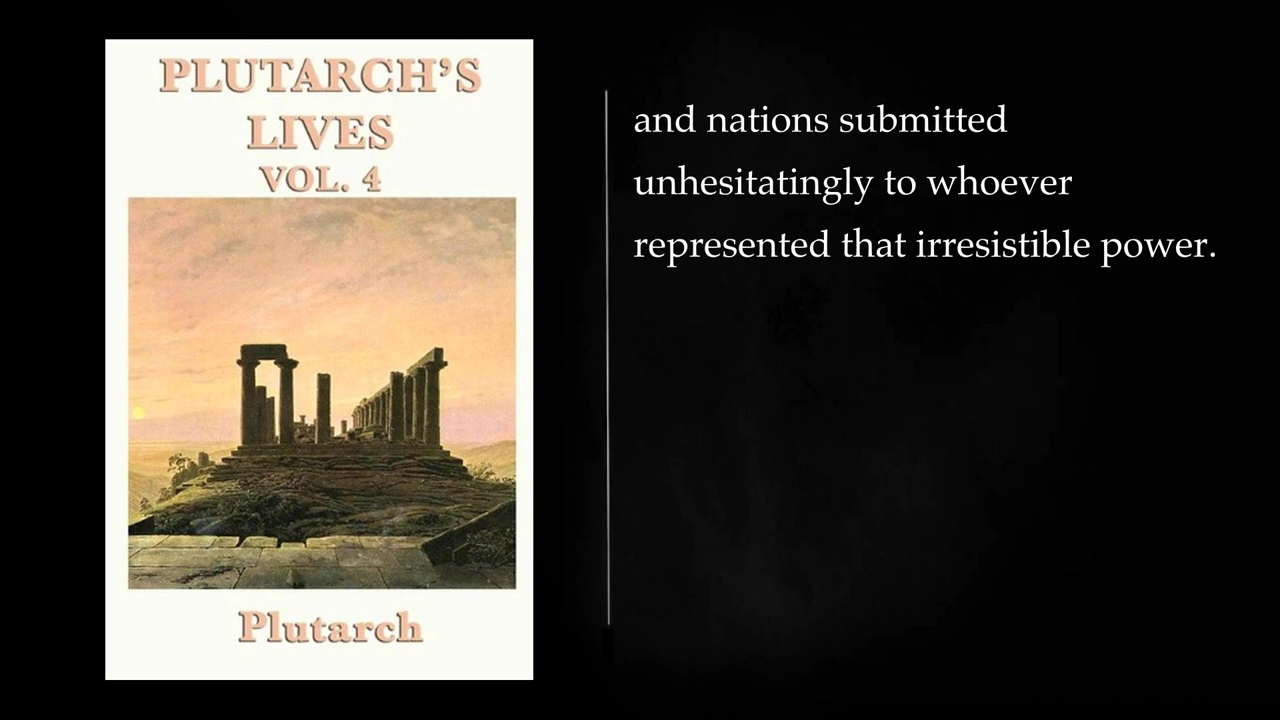 PLUTARCH'S
LIVES
VOL. 4
Plutarch
and nations submitted
unhesitatingly to whoever
represented that irresistible power.